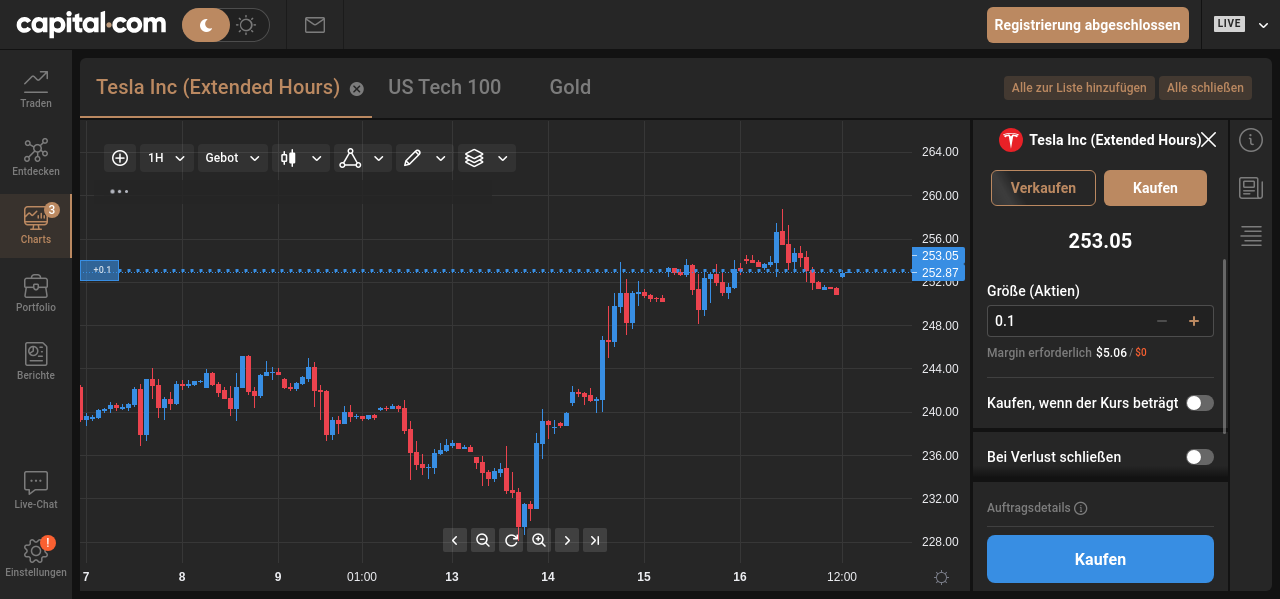 capital.com
Registrierung abgeschlossen
LIVE
Traden
Entdecken
3
Charts
Portfolio
Berichte
Live-Chat
!
Einstellungen
Tesla Inc (Extended Hours)
US Tech 100
Gold
Alle zur Liste hinzufügen
Alle schließen
1H
Gebot
+0.1
264.00
260.00
256.00
253.05
252.87
252.00
248.00
244.00
240.00
236.00
232.00
228.00
7 8 9 01:00 13 14 15 16 12:00
Tesla Inc (Extended Hours)
Verkaufen
Kaufen
253.05
Größe (Aktien)
0.1
Margin erforderlich $5.06 / $0
Kaufen, wenn der Kurs beträgt
Bei Verlust schließen
Auftragsdetails
Kaufen